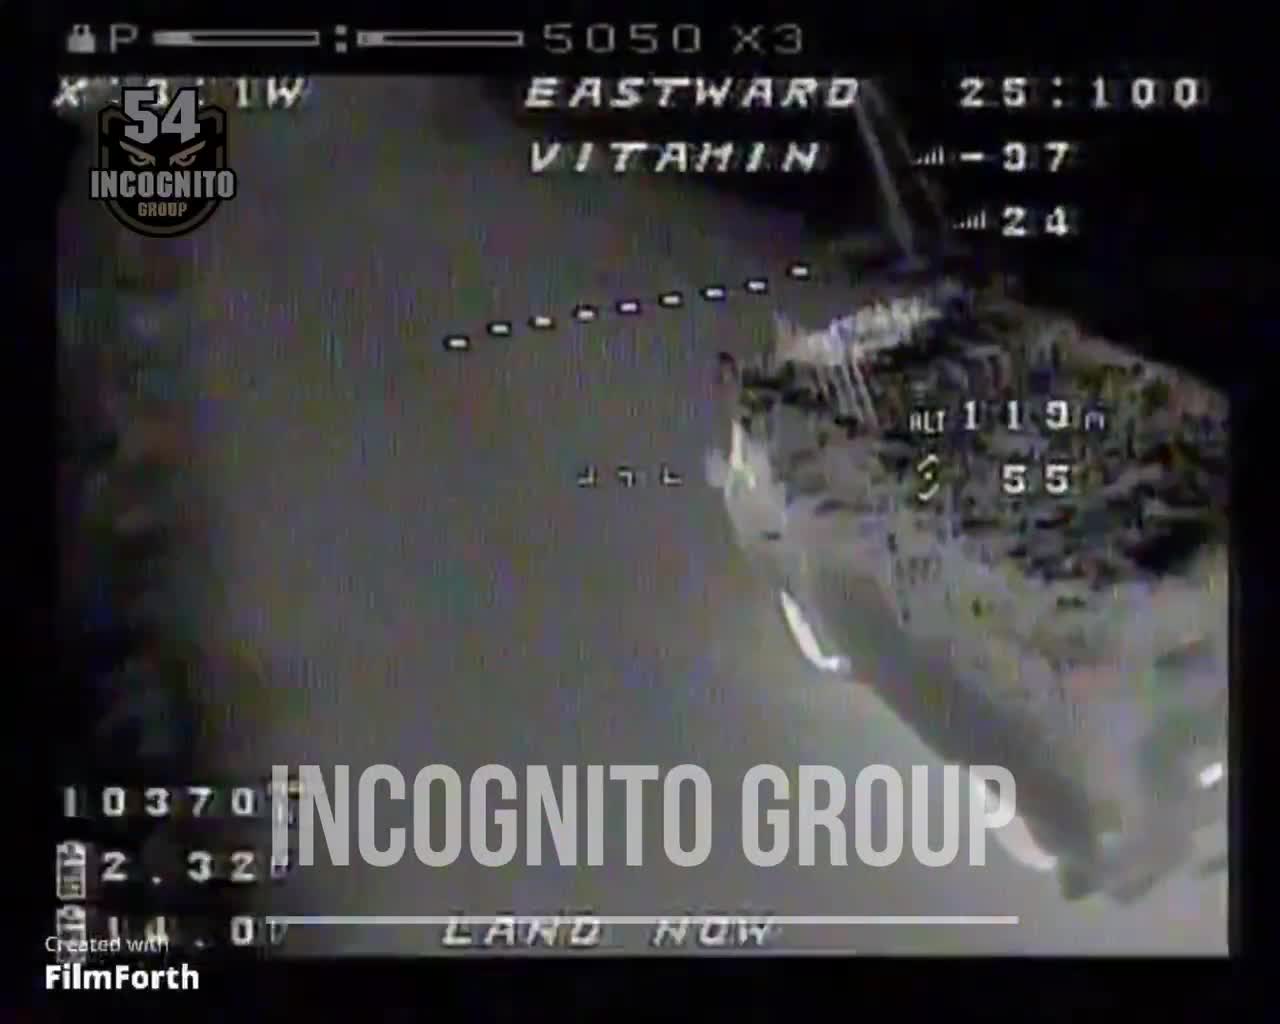 P 5050 X3
EASTWARD 25:100
VITAMIN -97
24
54
INCOGNITO
GROUP
ALT 119m
55
INCOGNITO GROUP
LAND NOW
Created with
FilmForth